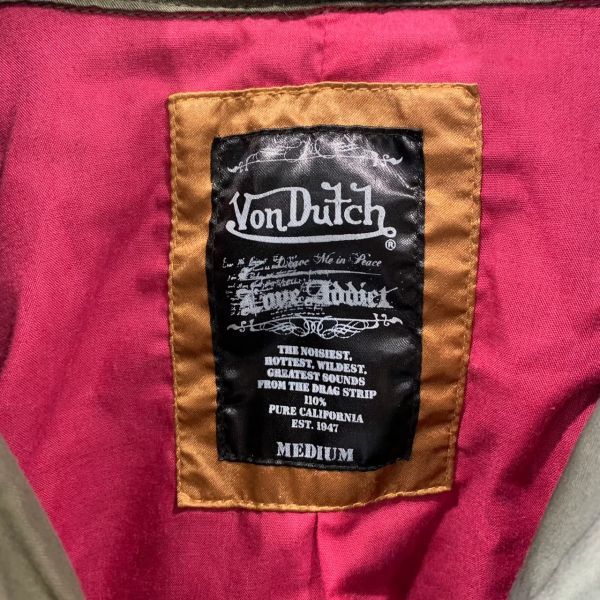 Von Dutch
®
Me in Peace
Love Addict
THE NOISIEST,
HOTTEST, WILDEST,
GREATEST SOUNDS
FROM THE DRAG STRIP
110%
PURE CALIFORNIA
EST. 1947
MEDIUM